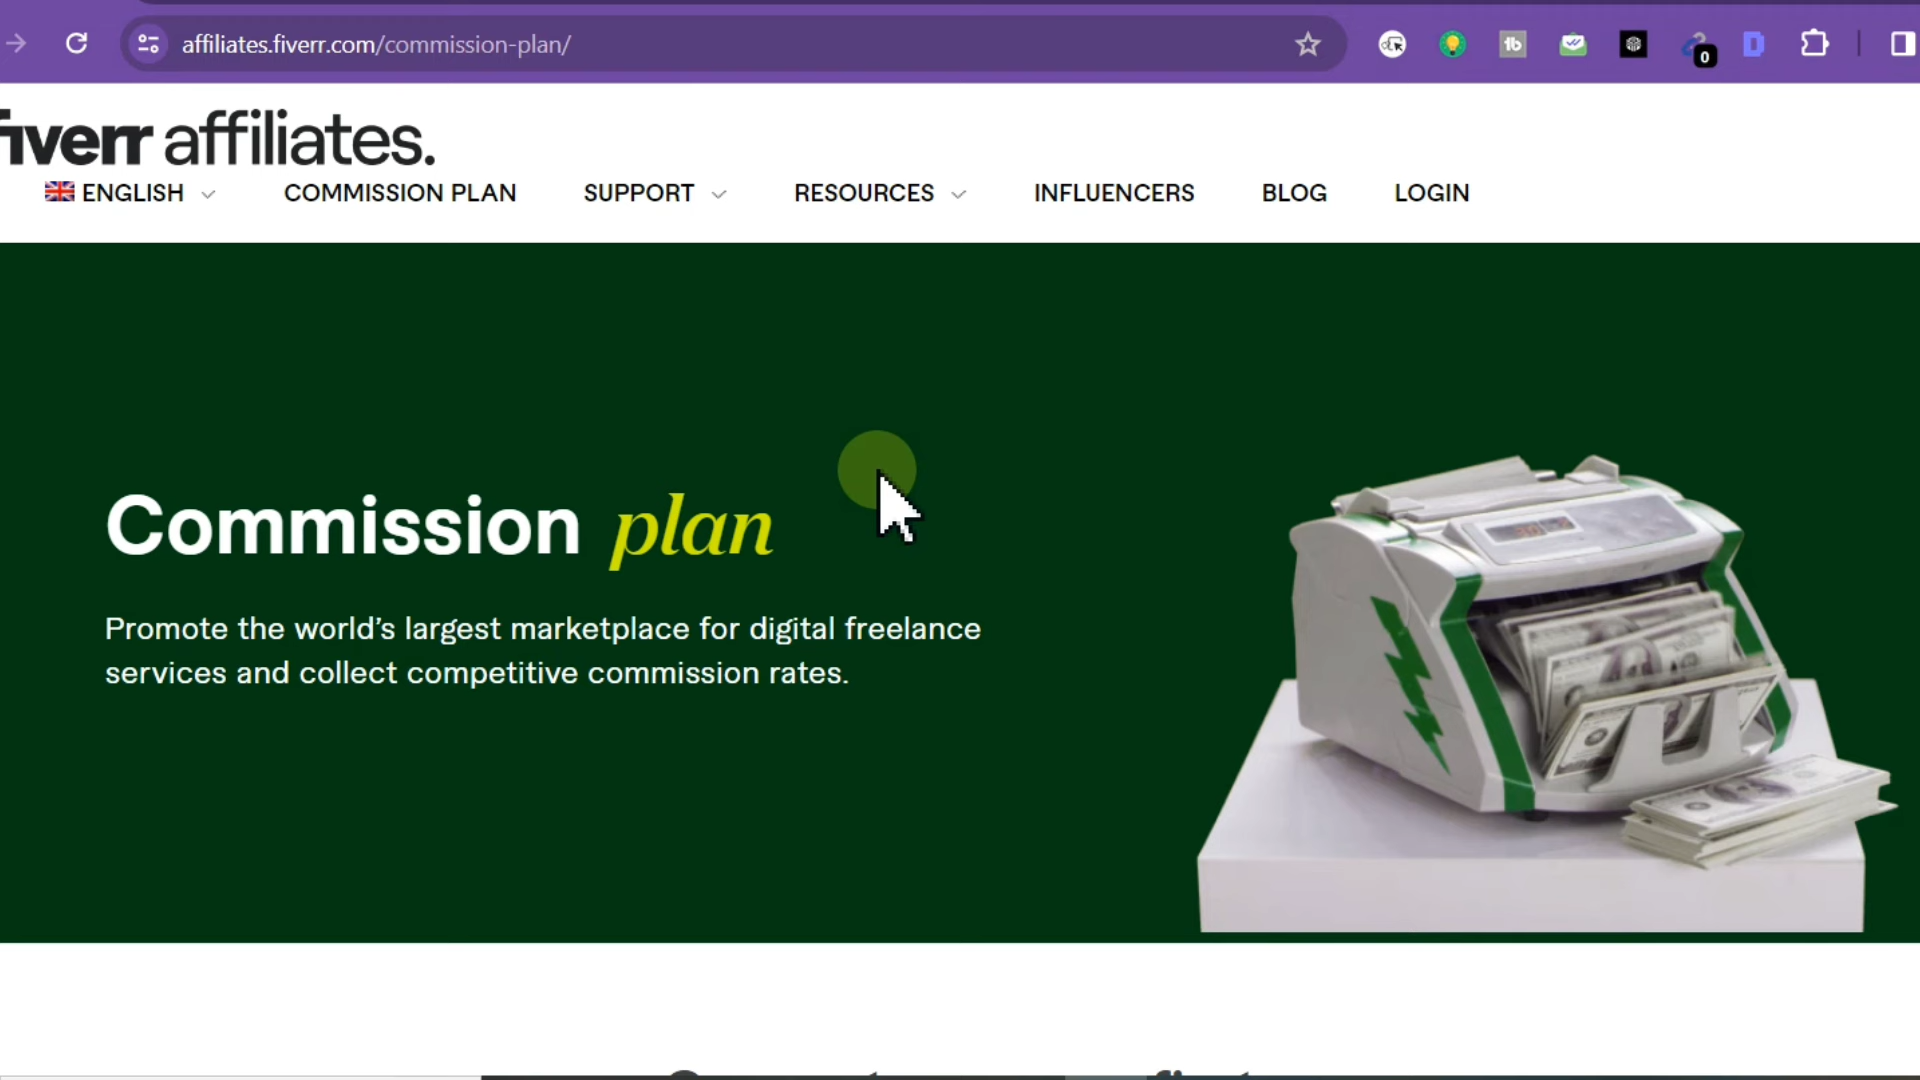 affiliates.fiverr.com/commission-plan/
0
fiverr affiliates.
ENGLISH COMMISSION PLAN SUPPORT RESOURCES INFLUENCERS BLOG LOGIN
Commission plan
Promote the world's largest marketplace for digital freelance
services and collect competitive commission rates.